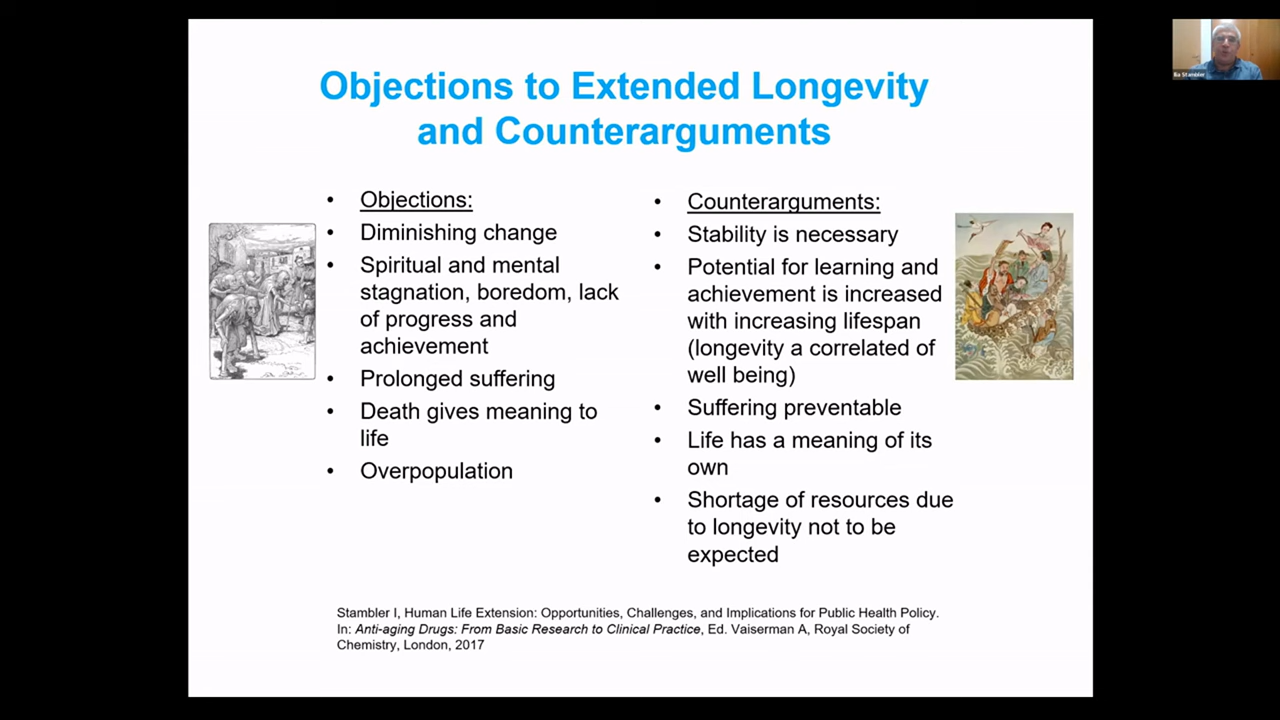 Objections to Extended Longevity
and Counterarguments
• Objections:
• Diminishing change
• Spiritual and mental
stagnation, boredom, lack
of progress and
achievement
• Prolonged suffering
• Death gives meaning to
life
• Overpopulation
• Counterarguments:
• Stability is necessary
• Potential for learning and
achievement is increased
with increasing lifespan
(longevity a correlated of
well being)
• Suffering preventable
• Life has a meaning of its
own
• Shortage of resources due
to longevity not to be
expected
Stambler I, Human Life Extension: Opportunities, Challenges, and Implications for Public Health Policy.
In: Anti-aging Drugs: From Basic Research to Clinical Practice, Ed. Vaiserman A, Royal Society of
Chemistry, London, 2017
Ilia Stambler